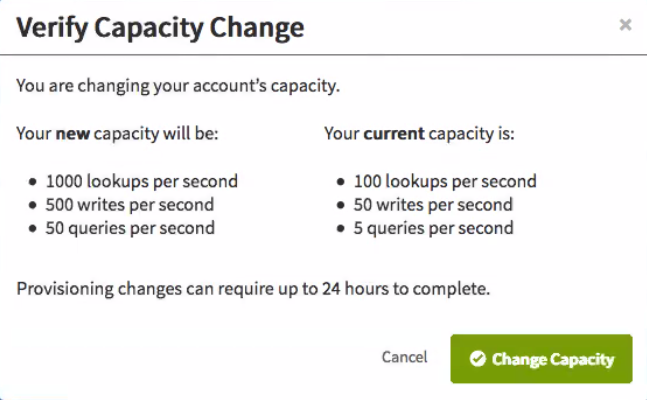 Verify Capacity Change
×
You are changing your account’s capacity.
Your new capacity will be:
• 1000 lookups per second
• 500 writes per second
• 50 queries per second
Your current capacity is:
• 100 lookups per second
• 50 writes per second
• 5 queries per second
Provisioning changes can require up to 24 hours to complete.
Cancel
Change Capacity